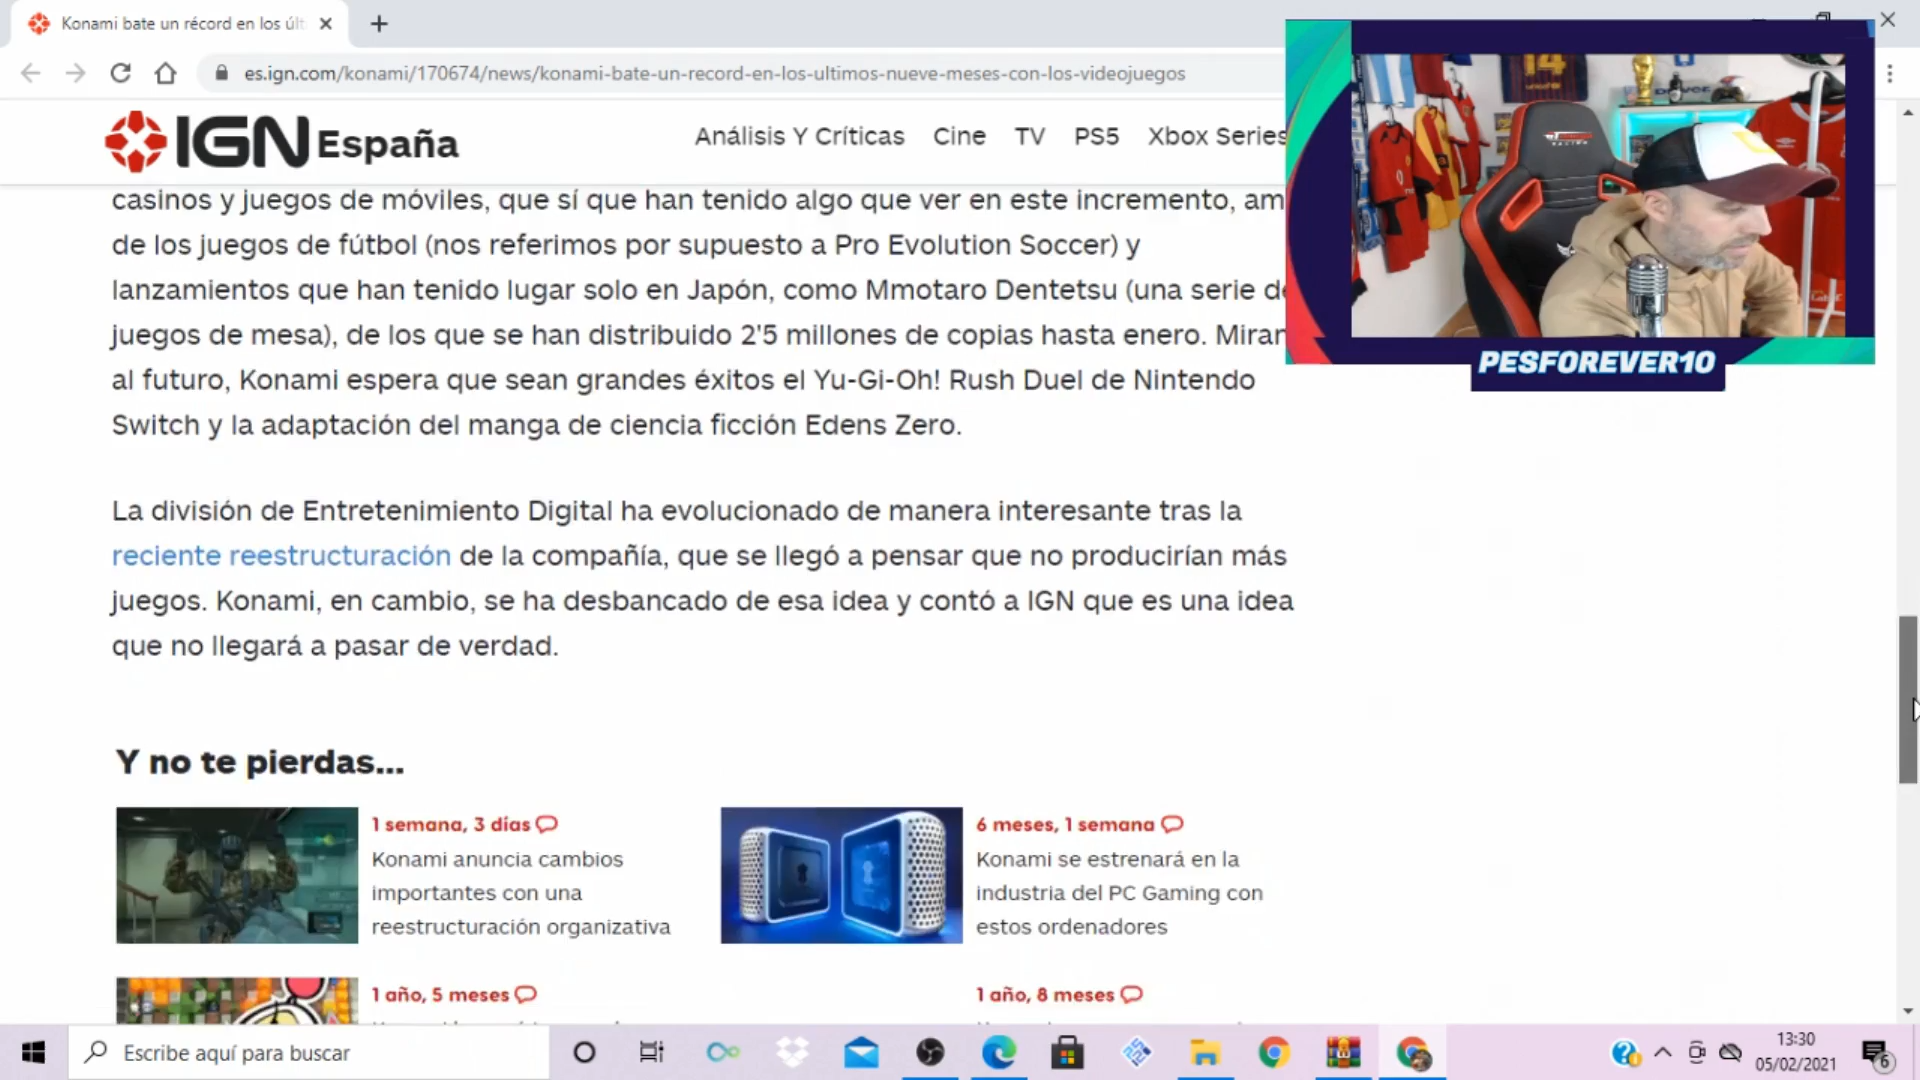 Konami bate un récord en los últ
es.ign.com/konami/170674/news/konami-bate-un-record-en-los-ultimos-nueve-meses-con-los-videojuegos
IGN España
Análisis Y Críticas Cine TV PS5 Xbox Series
casinos y juegos de móviles, que sí que han tenido algo que ver en este incremento, am
de los juegos de fútbol (nos referimos por supuesto a Pro Evolution Soccer) y
lanzamientos que han tenido lugar solo en Japón, como Mmotaro Dentetsu (una serie de
juegos de mesa), de los que se han distribuido 2'5 millones de copias hasta enero. Miran
al futuro, Konami espera que sean grandes éxitos el Yu-Gi-Oh! Rush Duel de Nintendo
Switch y la adaptación del manga de ciencia ficción Edens Zero.
La división de Entretenimiento Digital ha evolucionado de manera interesante tras la
reciente reestructuración de la compañía, que se llegó a pensar que no producirían más
juegos. Konami, en cambio, se ha desbancado de esa idea y contó a IGN que es una idea
que no llegará a pasar de verdad.
Y no te pierdas...
1 semana, 3 días
Konami anuncia cambios
importantes con una
reestructuración organizativa
6 meses, 1 semana
Konami se estrenará en la
industria del PC Gaming con
estos ordenadores
1 año, 5 meses
1 año, 8 meses
14
unicef
RACING
PESFOREVER10
Escribe aquí para buscar
13:30
05/02/2021
6